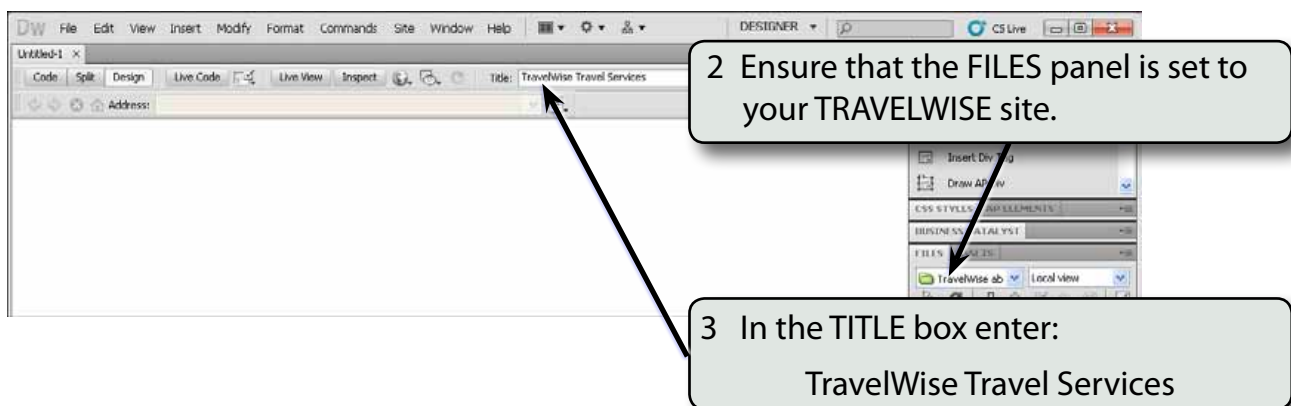 DW File Edit View Insert Modify Format Commands Site Window Help DESIGNER CS Live
Untitled-1 ×
Code Split Design Live Code Live View Inspect Title: TravelWise Travel Services
Address:
2 Ensure that the FILES panel is set to
your TRAVELWISE site.
Insert Div Tag
Draw AP Div
CSS STYLES AP ELEMENTS
BUSINESS CATALYST
FILES ASSETS
TravelWise ab Local view
3 In the TITLE box enter:
TravelWise Travel Services